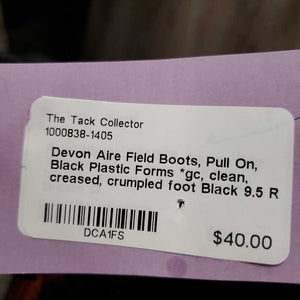 The Tack Collector
1000838-1405
Devon Aire Field Boots, Pull On,
Black Plastic Forms *gc, clean,
creased, crumpled foot Black 9.5 R
DCA1FS
$40.00